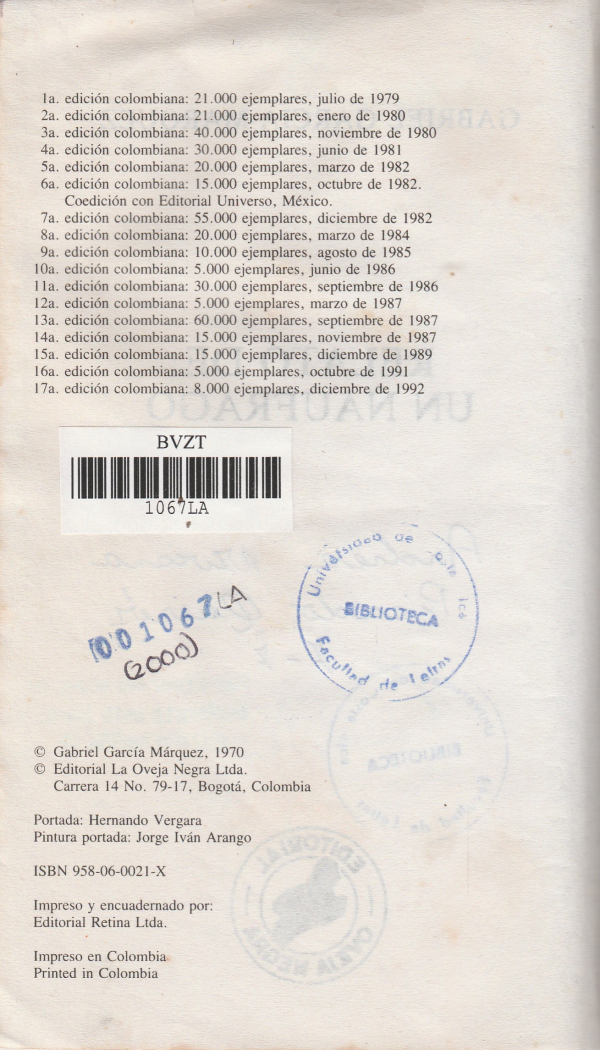 1a. edición colombiana: 21.000 ejemplares, julio de 1979
2a. edición colombiana: 21.000 ejemplares, enero de 1980
3a. edición colombiana: 40.000 ejemplares, noviembre de 1980
4a. edición colombiana: 30.000 ejemplares, junio de 1981
5a. edición colombiana: 20.000 ejemplares, marzo de 1982
6a. edición colombiana: 15.000 ejemplares, octubre de 1982.
Coedición con Editorial Universo, México.
7a. edición colombiana: 55.000 ejemplares, diciembre de 1982
8a. edición colombiana: 20.000 ejemplares, marzo de 1984
9a. edición colombiana: 10.000 ejemplares, agosto de 1985
10a. edición colombiana: 5.000 ejemplares, junio de 1986
11a. edición colombiana: 30.000 ejemplares, septiembre de 1986
12a. edición colombiana: 5.000 ejemplares, marzo de 1987
13a. edición colombiana: 60.000 ejemplares, septiembre de 1987
14a. edición colombiana: 15.000 ejemplares, noviembre de 1987
15a. edición colombiana: 15.000 ejemplares, diciembre de 1989
16a. edición colombiana: 5.000 ejemplares, octubre de 1991
17a. edición colombiana: 8.000 ejemplares, diciembre de 1992
BVZT
1067LA
Universidad de
BIBLIOTECA
Facultad de Letras
001067 LA
(2000)
© Gabriel García Márquez, 1970
© Editorial La Oveja Negra Ltda.
Carrera 14 No. 79-17, Bogotá, Colombia
Portada: Hernando Vergara
Pintura portada: Jorge Iván Arango
ISBN 958-06-0021-X
Impreso y encuadernado por:
Editorial Retina Ltda.
Impreso en Colombia
Printed in Colombia
EDITORIAL
OVEJA NEGRA